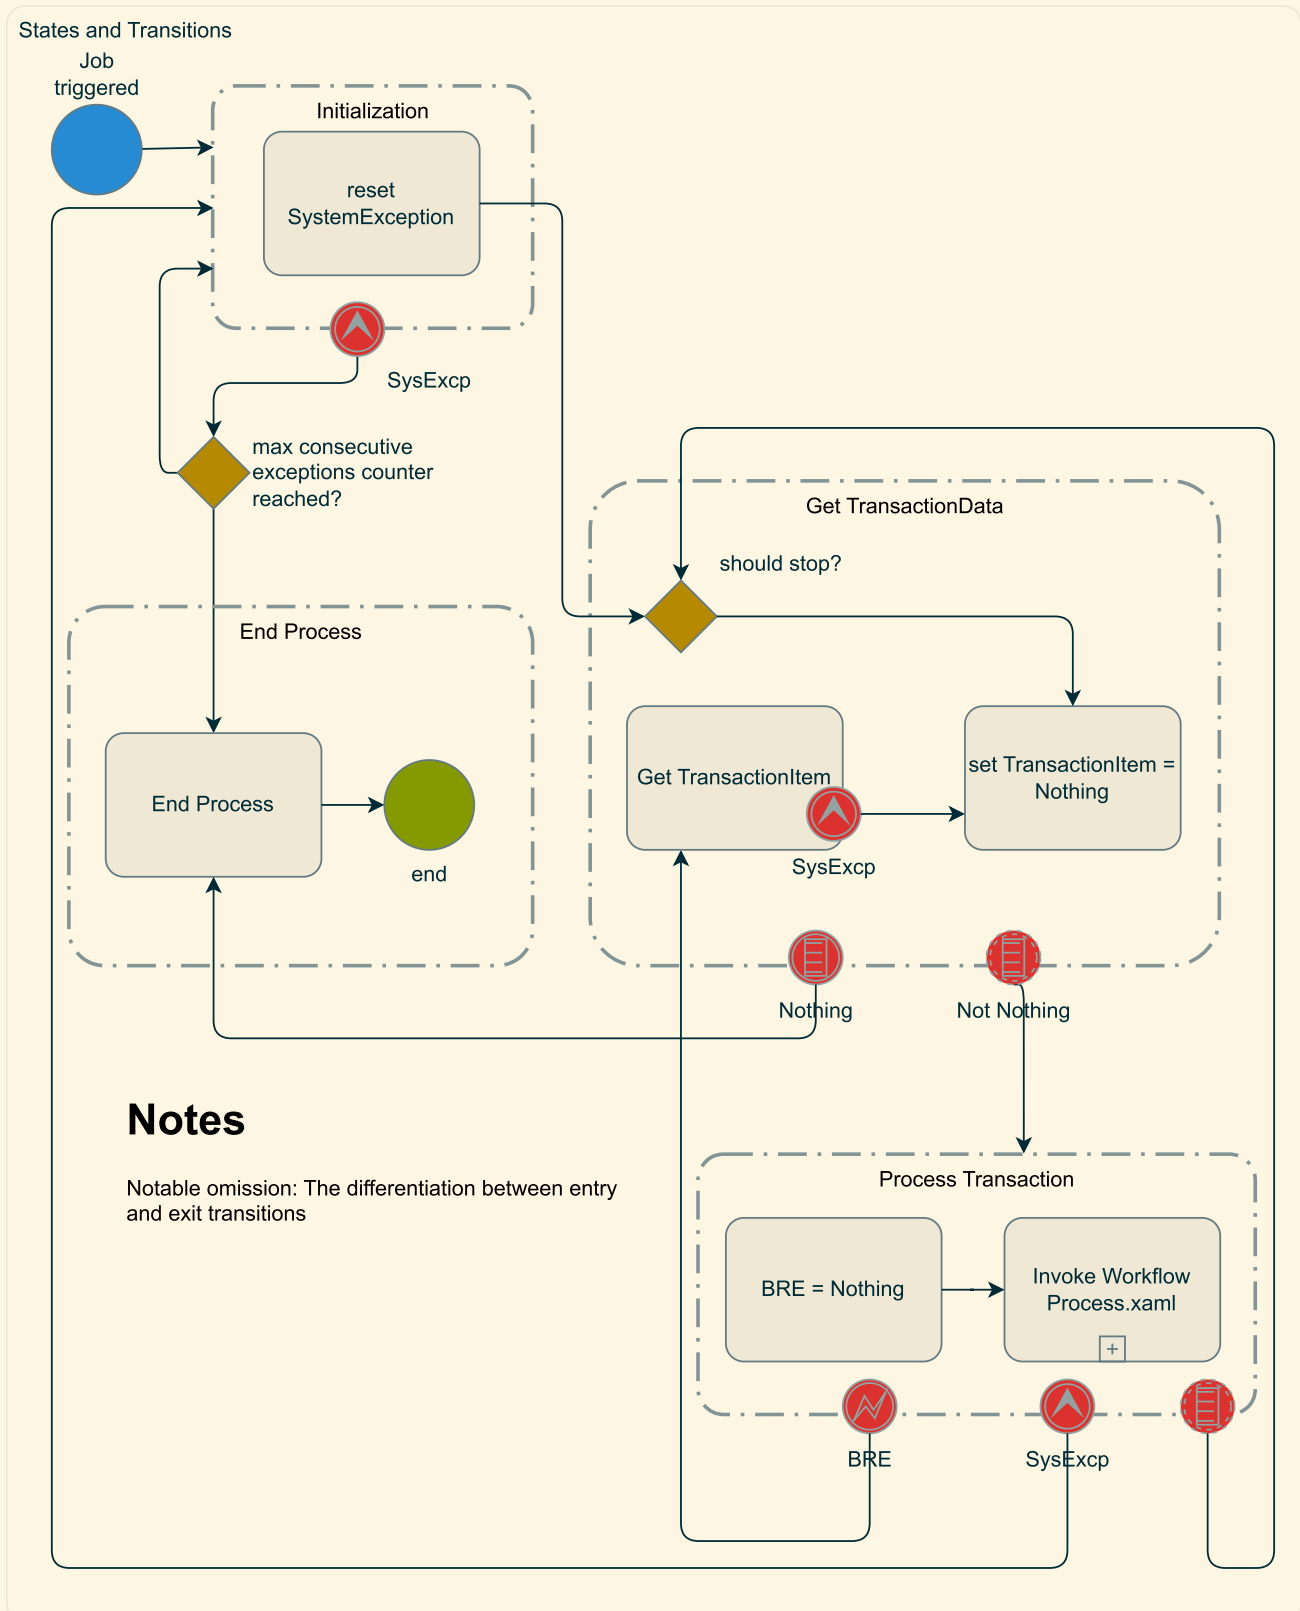 States and Transitions
Job
triggered
Initialization
reset
SystemException
SysExcp
max consecutive
exceptions counter
reached?
Get TransactionData
should stop?
End Process
End Process
end
Get TransactionItem
SysExcp
set TransactionItem =
Nothing
Nothing
Not Nothing
Notes
Notable omission: The differentiation between entry
and exit transitions
Process Transaction
BRE = Nothing
Invoke Workflow
Process.xaml
BRE
SysExcp